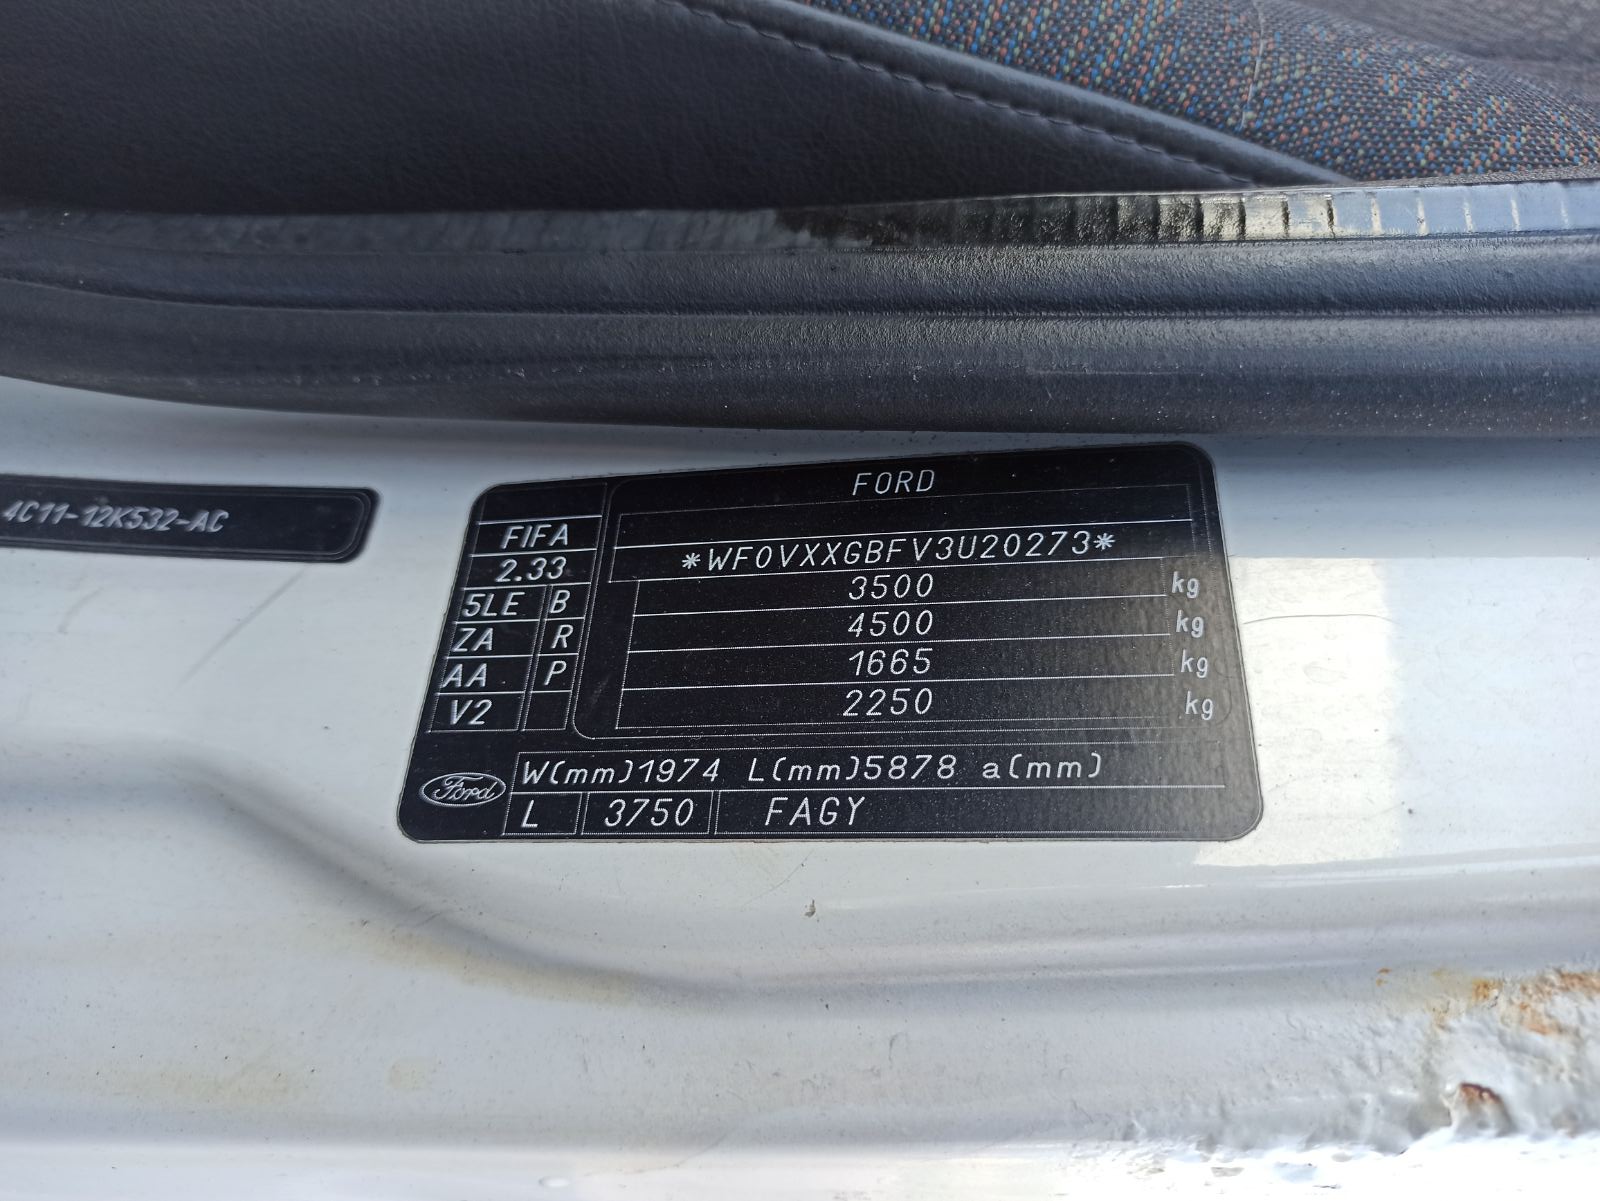 4C11-12K532-AC
FORD
*WF0VXXGBFV3U20273*
3500 kg
4500 kg
1665 kg
2250 kg
FIFA
2.33
5LE B
ZA R
AA P
V2
W(mm)1974 L(mm)5878 a(mm)
Ford
L 3750 FAGY